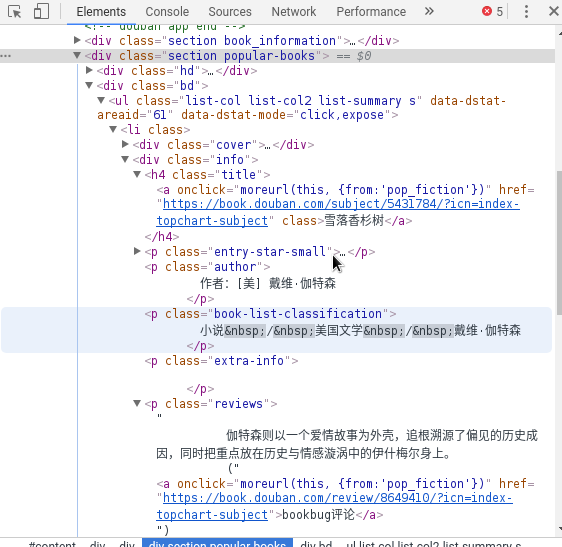 Elements Console Sources Network Performance » 5
<!-- douban app end -->
▶<div class="section book_information">…</div>
…▼<div class="section popular-books"> == $0
▶<div class="hd">…</div>
▼<div class="bd">
▼<ul class="list-col list-col2 list-summary s" data-dstat-
areaid="61" data-dstat-mode="click,expose">
▼<li class>
▶<div class="cover">…</div>
▼<div class="info">
▼<h4 class="title">
<a onclick="moreurl(this, {from:'pop_fiction'})" href=
"https://book.douban.com/subject/5431784/?icn=index-
topchart-subject" class>雪落香杉树</a>
</h4>
▶<p class="entry-star-small">…</p>
<p class="author">
作者：[美] 戴维·伽特森
</p>
<p class="book-list-classification">
小说&nbsp;/&nbsp;美国文学&nbsp;/&nbsp;戴维·伽特森
</p>
<p class="extra-info">
</p>
▼<p class="reviews">
"
伽特森则以一个爱情故事为外壳，追根溯源了偏见的历史成
因，同时把重点放在历史与情感漩涡中的伊什梅尔身上。
("
<a onclick="moreurl(this, {from:'pop_fiction'})" href=
"https://book.douban.com/review/8649410/?icn=index-
topchart-subject">bookbug评论</a>
")
#content div div div.section.popular-books div.bd ul.list-col.list-col2.list-summary.s